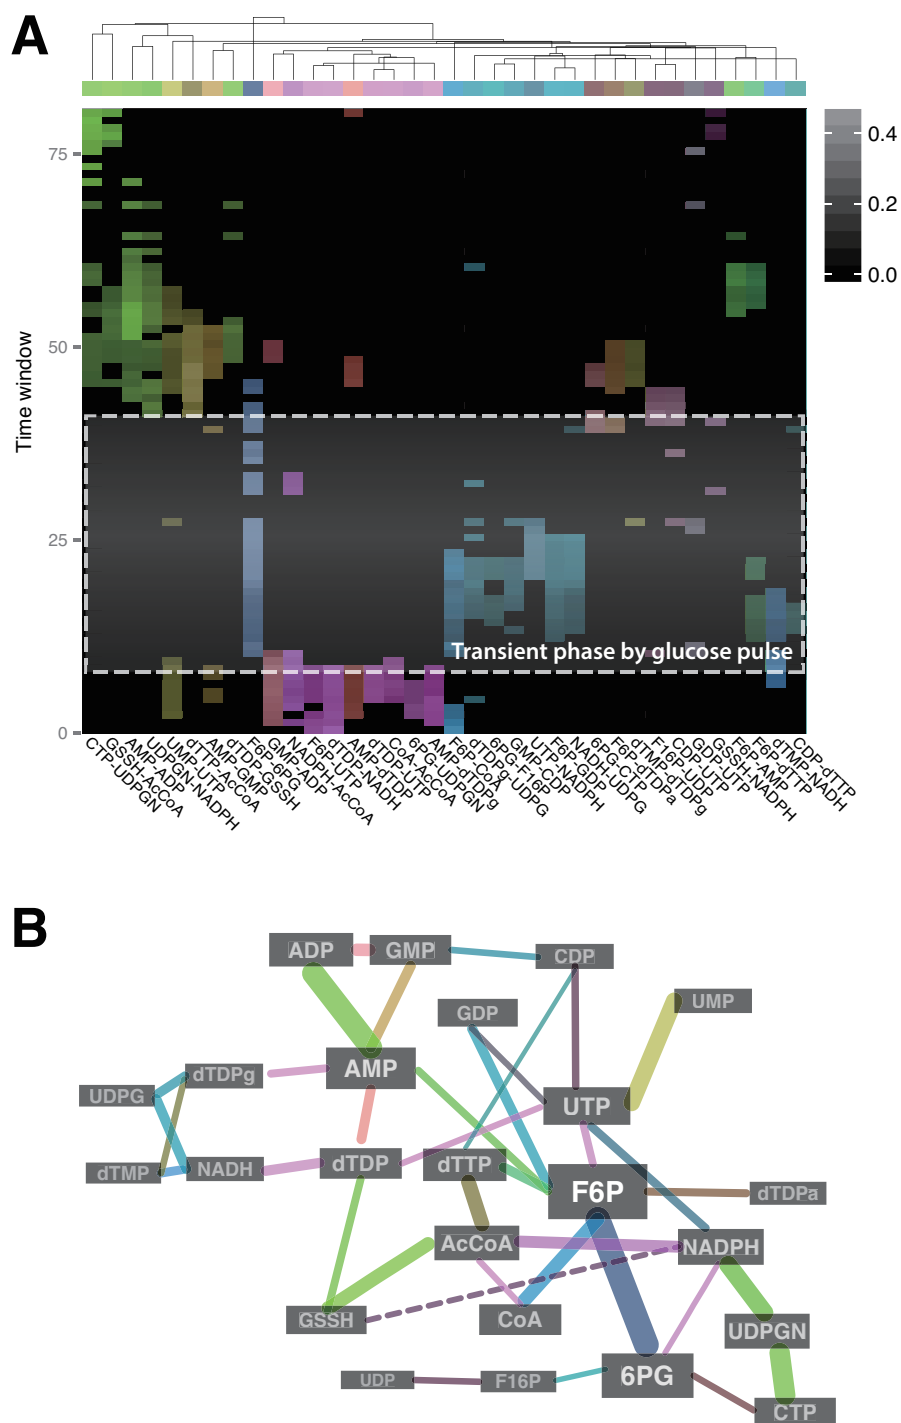 A
75
50
25
0
Time window
0.4
0.2
0.0
Transient phase by glucose pulse
CTP-UDPGN
GSSH-AcCoA
AMP-ADP
UDPGN-NADPH
UMP-UTP
dTTP-AcCoA
AMP-GMP
dTDP-GSSH
F6P-6PG
GMP-ADP
NADPH-AcCoA
F6P-UTP
dTDP-NADH
AMP-dTDP
dTDP-UTP
CoA-AcCoA
6PG-UDPGN
AMP-dTDPg
F6P-CoA
dTDPg-UDPG
6PG-F16P
GMP-CDP
UTP-NADPH
F6P-GDP
NADH-UDPG
6PG-CTP
F6P-dTDPa
dTMP-dTDPg
F16P-UDP
CDP-UTP
GDP-UTP
GSSH-NADPH
F6P-AMP
F6P-dTTP
dTMP-NADH
CDP-dTTP
B
ADP
GMP
CDP
UMP
GDP
AMP
dTDPg
UDPG
UTP
dTMP
NADH
dTDP
dTTP
F6P
dTDPa
AcCoA
NADPH
GSSH
CoA
UDPGN
UDP
F16P
6PG
CTP